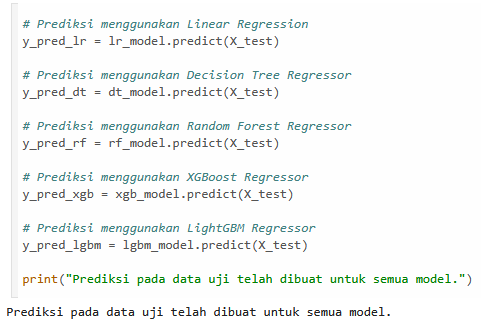 # Prediksi menggunakan Linear Regression
y_pred_lr = lr_model.predict(X_test)
# Prediksi menggunakan Decision Tree Regressor
y_pred_dt = dt_model.predict(X_test)
# Prediksi menggunakan Random Forest Regressor
y_pred_rf = rf_model.predict(X_test)
# Prediksi menggunakan XGBoost Regressor
y_pred_xgb = xgb_model.predict(X_test)
# Prediksi menggunakan LightGBM Regressor
y_pred_lgbm = lgbm_model.predict(X_test)
print("Prediksi pada data uji telah dibuat untuk semua model.")
Prediksi pada data uji telah dibuat untuk semua model.